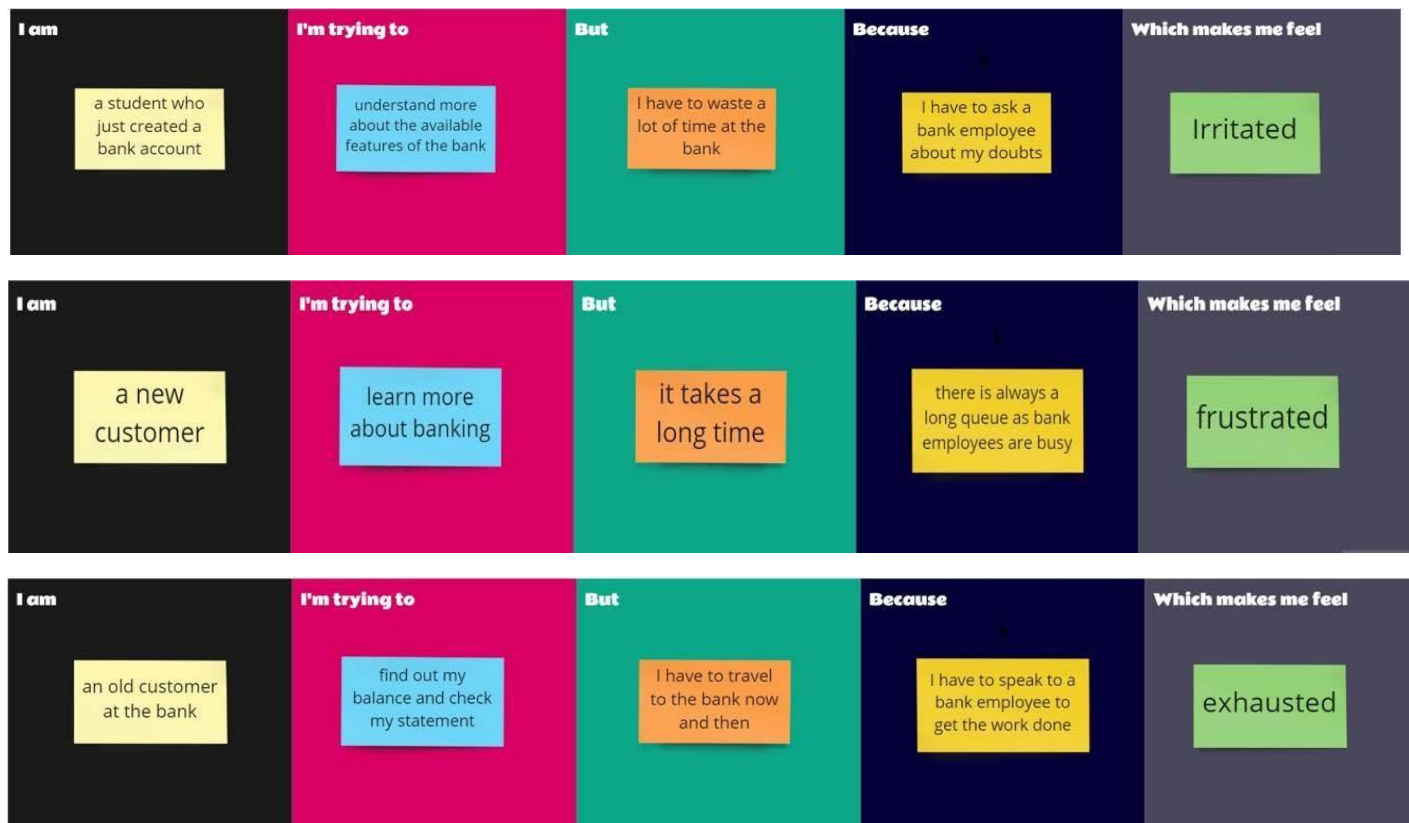 I am
I'm trying to
But
Because
Which makes me feel
a student who
just created a
bank account
understand more
about the available
features of the bank
I have to waste a
lot of time at the
bank
I have to ask a
bank employee
about my doubts
Irritated
I am
I'm trying to
But
Because
Which makes me feel
a new
customer
learn more
about banking
it takes a
long time
there is always a
long queue as bank
employees are busy
frustrated
I am
I'm trying to
But
Because
Which makes me feel
an old customer
at the bank
find out my
balance and check
my statement
I have to travel
to the bank now
and then
I have to speak to a
bank employee to
get the work done
exhausted